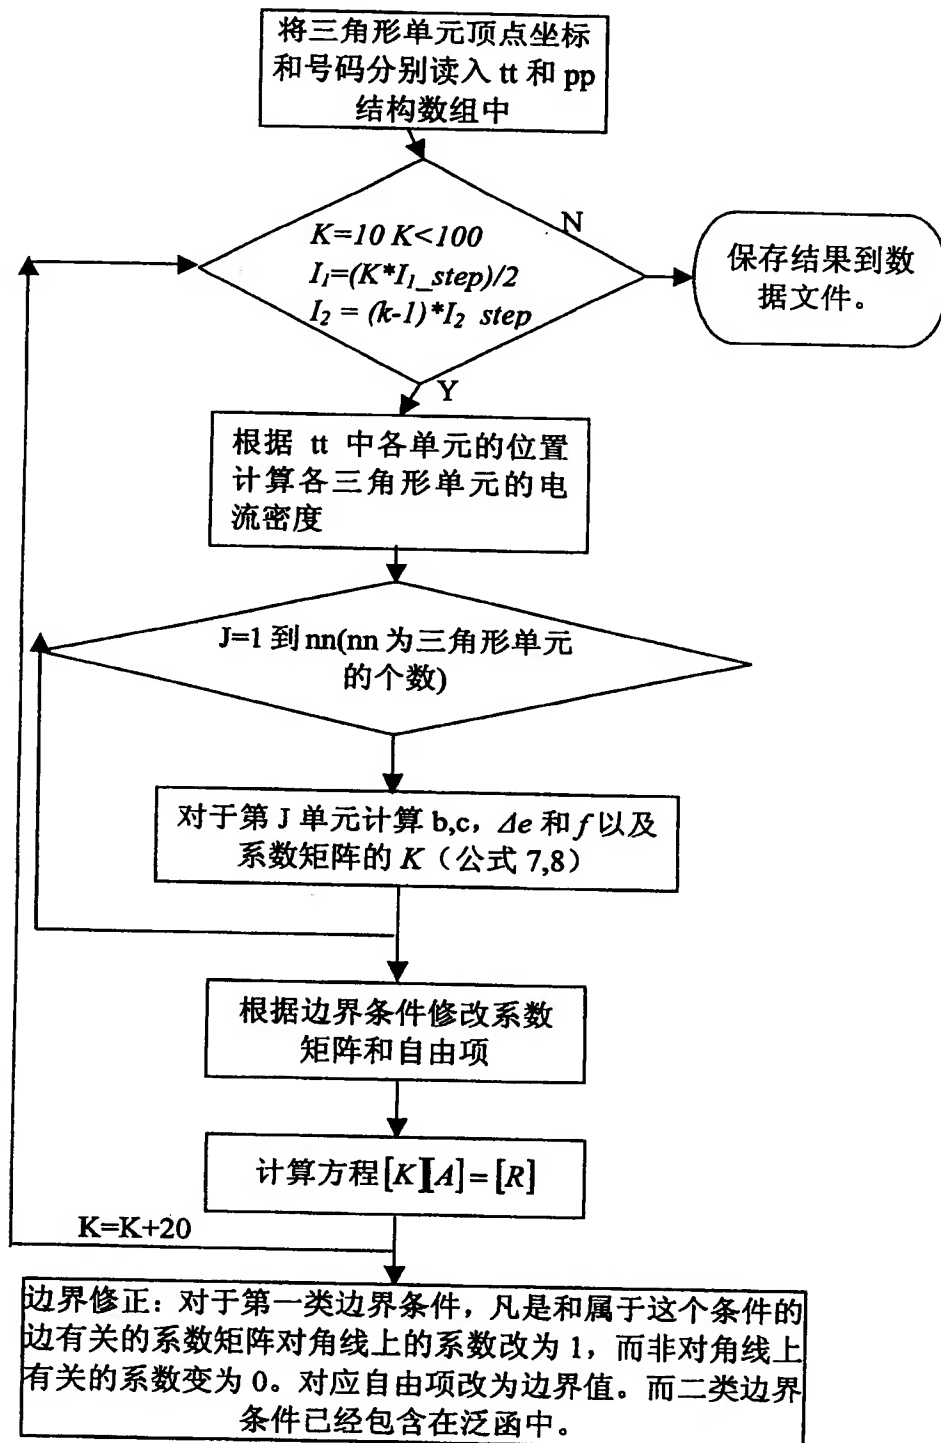 将三角形单元顶点坐标
和号码分别读入 tt 和 pp
结构数组中
N
K=10 K<100
I₁=(K*I₁_step)/2
I₂ = (k-1)*I₂ step
保存结果到数
据文件。
Y
根据 tt 中各单元的位置
计算各三角形单元的电
流密度
J=1 到 nn(nn 为三角形单元
的个数)
对于第 J 单元计算 b,c，Δe 和 f 以及
系数矩阵的 K（公式 7,8）
根据边界条件修改系数
矩阵和自由项
计算方程[K][A]=[R]
K=K+20
边界修正：对于第一类边界条件，凡是和属于这个条件的
边有关的系数矩阵对角线上的系数改为 1，而非对角线上
有关的系数变为 0。对应自由项改为边界值。而二类边界
条件已经包含在泛函中。